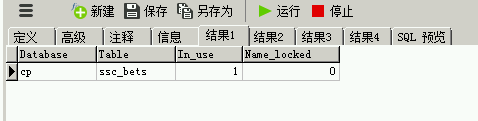 新建 保存 另存为 运行 停止
定义 高级 注释 信息 结果1 结果2 结果3 结果4 SQL 预览
Database Table In_use Name_locked
cp ssc_bets 1 0